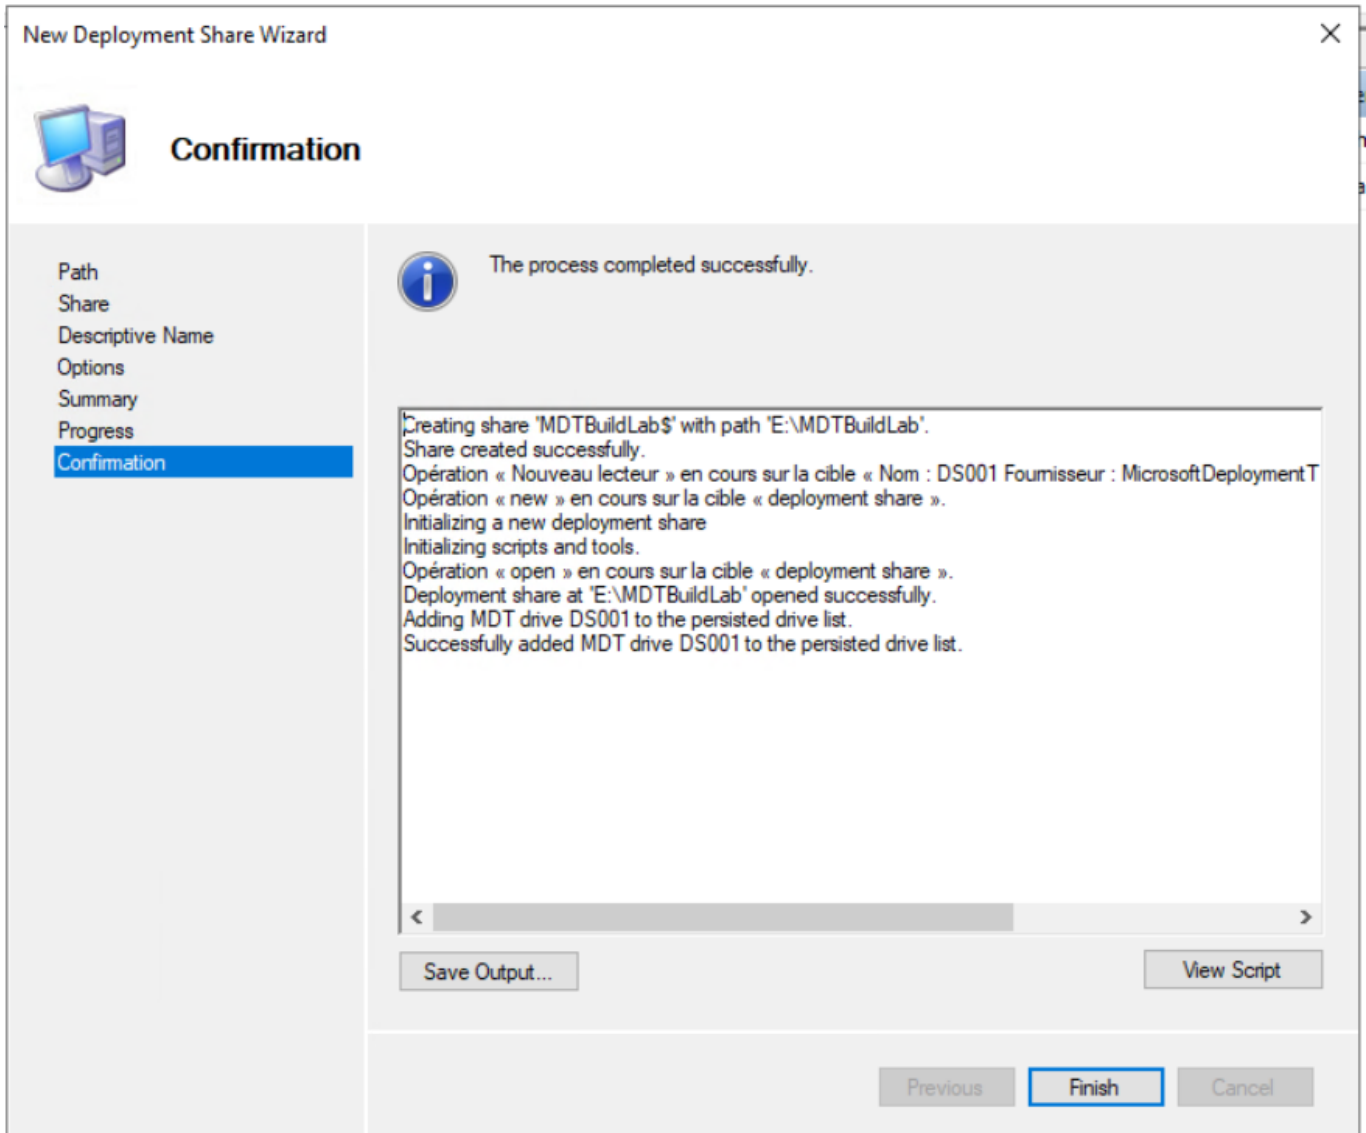 New Deployment Share Wizard
Confirmation
Path
Share
Descriptive Name
Options
Summary
Progress
Confirmation
The process completed successfully.
Creating share 'MDTBuildLab$' with path 'E:\MDTBuildLab'.
Share created successfully.
Opération « Nouveau lecteur » en cours sur la cible « Nom : DS001 Fournisseur : MicrosoftDeploymentT
Opération « new » en cours sur la cible « deployment share ».
Initializing a new deployment share
Initializing scripts and tools.
Opération « open » en cours sur la cible « deployment share ».
Deployment share at 'E:\MDTBuildLab' opened successfully.
Adding MDT drive DS001 to the persisted drive list.
Successfully added MDT drive DS001 to the persisted drive list.
Save Output...
View Script
Previous
Finish
Cancel